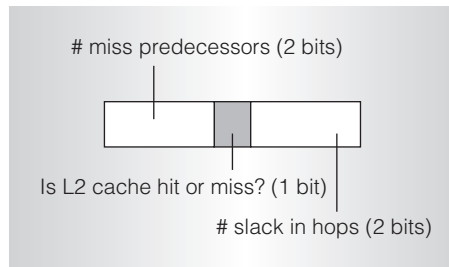 # miss predecessors (2 bits)
Is L2 cache hit or miss? (1 bit)
# slack in hops (2 bits)